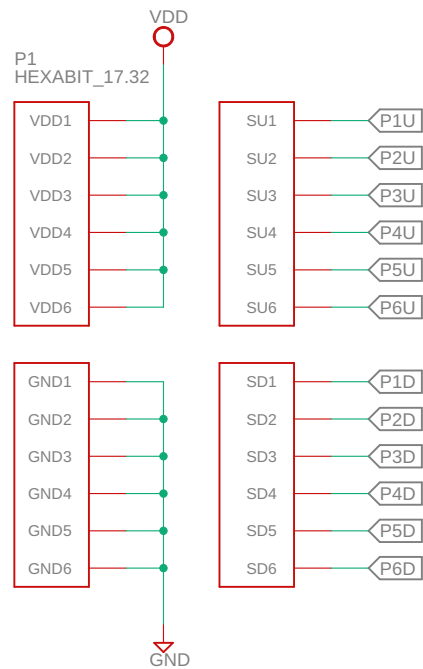 VDD
P1
HEXABIT_17.32
VDD1
VDD2
VDD3
VDD4
VDD5
VDD6
SU1 P1U
SU2 P2U
SU3 P3U
SU4 P4U
SU5 P5U
SU6 P6U
GND1
GND2
GND3
GND4
GND5
GND6
SD1 P1D
SD2 P2D
SD3 P3D
SD4 P4D
SD5 P5D
SD6 P6D
GND